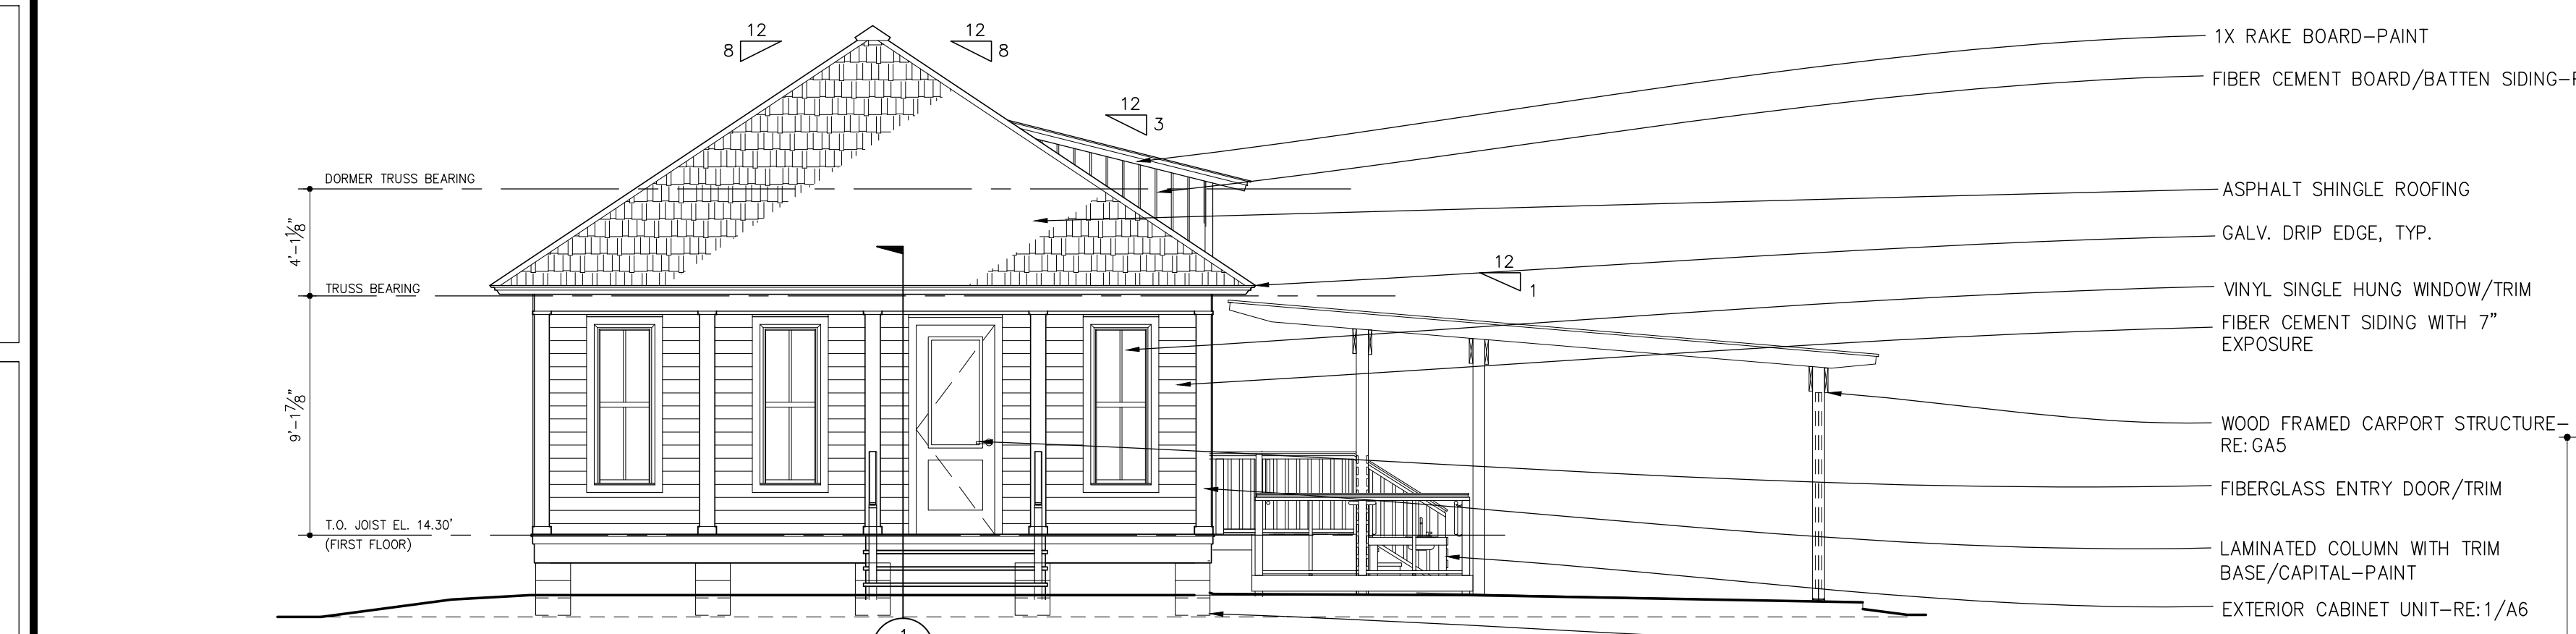 12
8
12
8
12
3
12
1
DORMER TRUSS BEARING
4'-1⅛"
TRUSS BEARING
9'-1⅞"
T.O. JOIST EL. 14.30'
(FIRST FLOOR)
1X RAKE BOARD-PAINT
FIBER CEMENT BOARD/BATTEN SIDING-
ASPHALT SHINGLE ROOFING
GALV. DRIP EDGE, TYP.
VINYL SINGLE HUNG WINDOW/TRIM
FIBER CEMENT SIDING WITH 7"
EXPOSURE
WOOD FRAMED CARPORT STRUCTURE-
RE:GA5
FIBERGLASS ENTRY DOOR/TRIM
LAMINATED COLUMN WITH TRIM
BASE/CAPITAL-PAINT
EXTERIOR CABINET UNIT-RE:1/A6
1